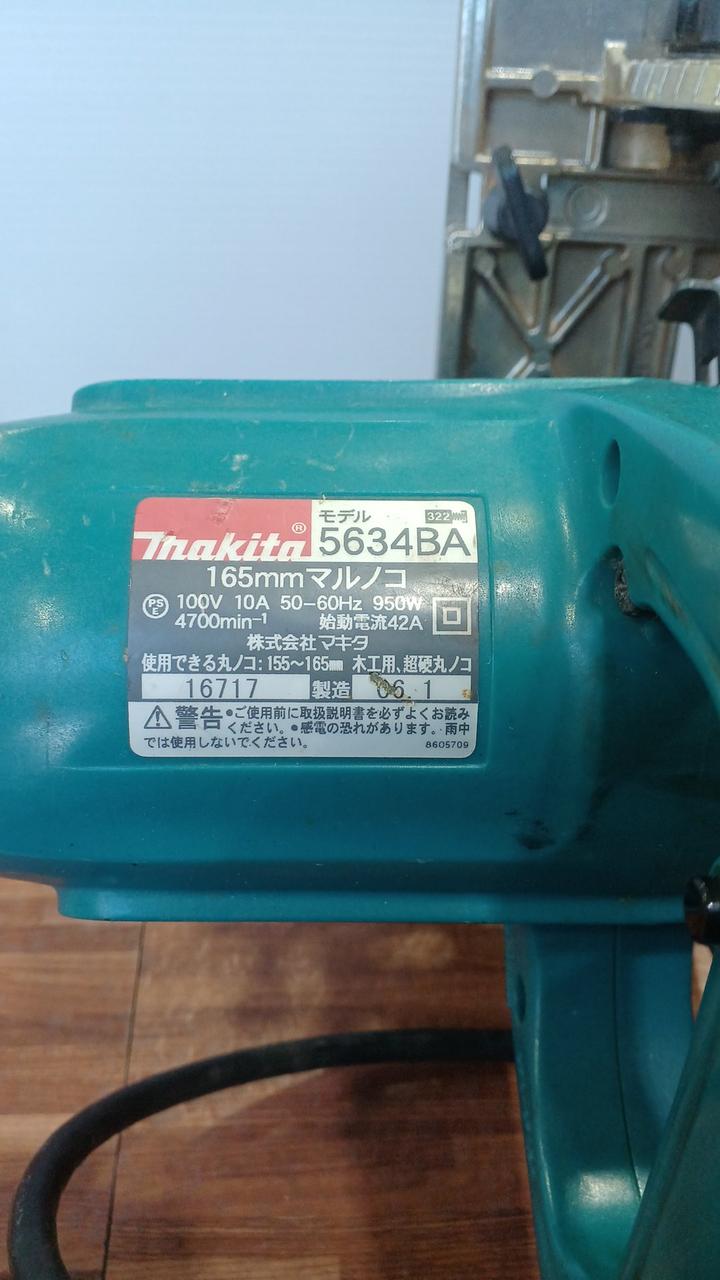 makita® モデル 322
5634BA
165mmマルノコ
PSE 100V 10A 50-60Hz 950W
4700min⁻¹ 始動電流42A
株式会社マキタ
使用できる丸ノコ:155〜165㎜ 木工用、超硬丸ノコ
16717 製造 06.1
警告 •ご使用前に取扱説明書を必ずよくお読み
ください。•感電の恐れがあります。雨中
では使用しないでください。 8605709